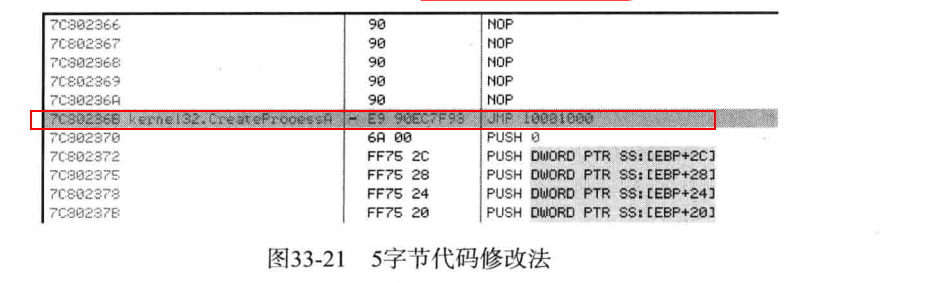 7C802366 90 NOP
7C802367 90 NOP
7C802368 90 NOP
7C802369 90 NOP
7C80236A 90 NOP
7C80236B kernel32.CreateProcessA - E9 90EC7F93 JMP 10001000
7C802370 6A 00 PUSH 0
7C802372 FF75 2C PUSH DWORD PTR SS:[EBP+2C]
7C802375 FF75 28 PUSH DWORD PTR SS:[EBP+28]
7C802378 FF75 24 PUSH DWORD PTR SS:[EBP+24]
7C80237B FF75 20 PUSH DWORD PTR SS:[EBP+20]
图33-21 5字节代码修改法